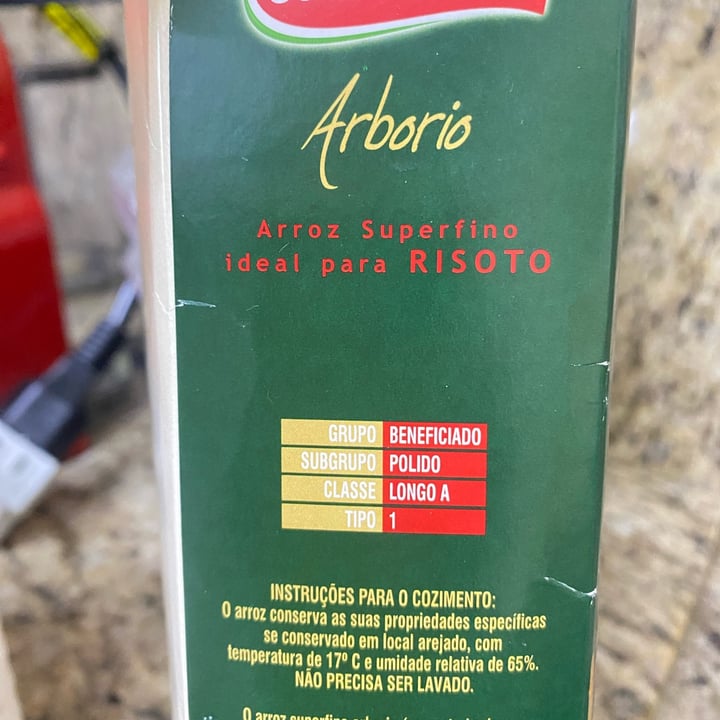 Arborio
Arroz Superfino
ideal para RISOTO
GRUPO BENEFICIADO
SUBGRUPO POLIDO
CLASSE LONGO A
TIPO 1
INSTRUÇÕES PARA O COZIMENTO:
O arroz conserva as suas propriedades específicas
se conservado em local arejado, com
temperatura de 17º C e umidade relativa de 65%.
NÃO PRECISA SER LAVADO.
O arroz superfino